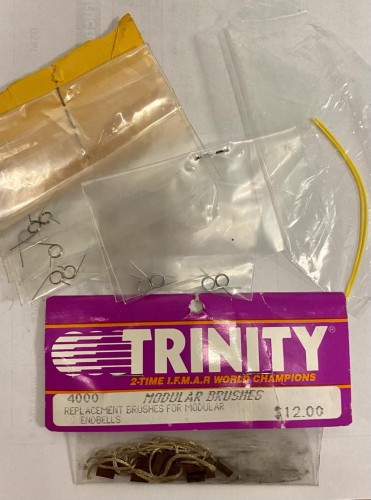 TRINITY®
2-TIME I.F.M.A.R WORLD CHAMPIONS
4000 MODULAR BRUSHES
REPLACEMENT BRUSHES FOR MODULAR $12.00
ENDBELLS